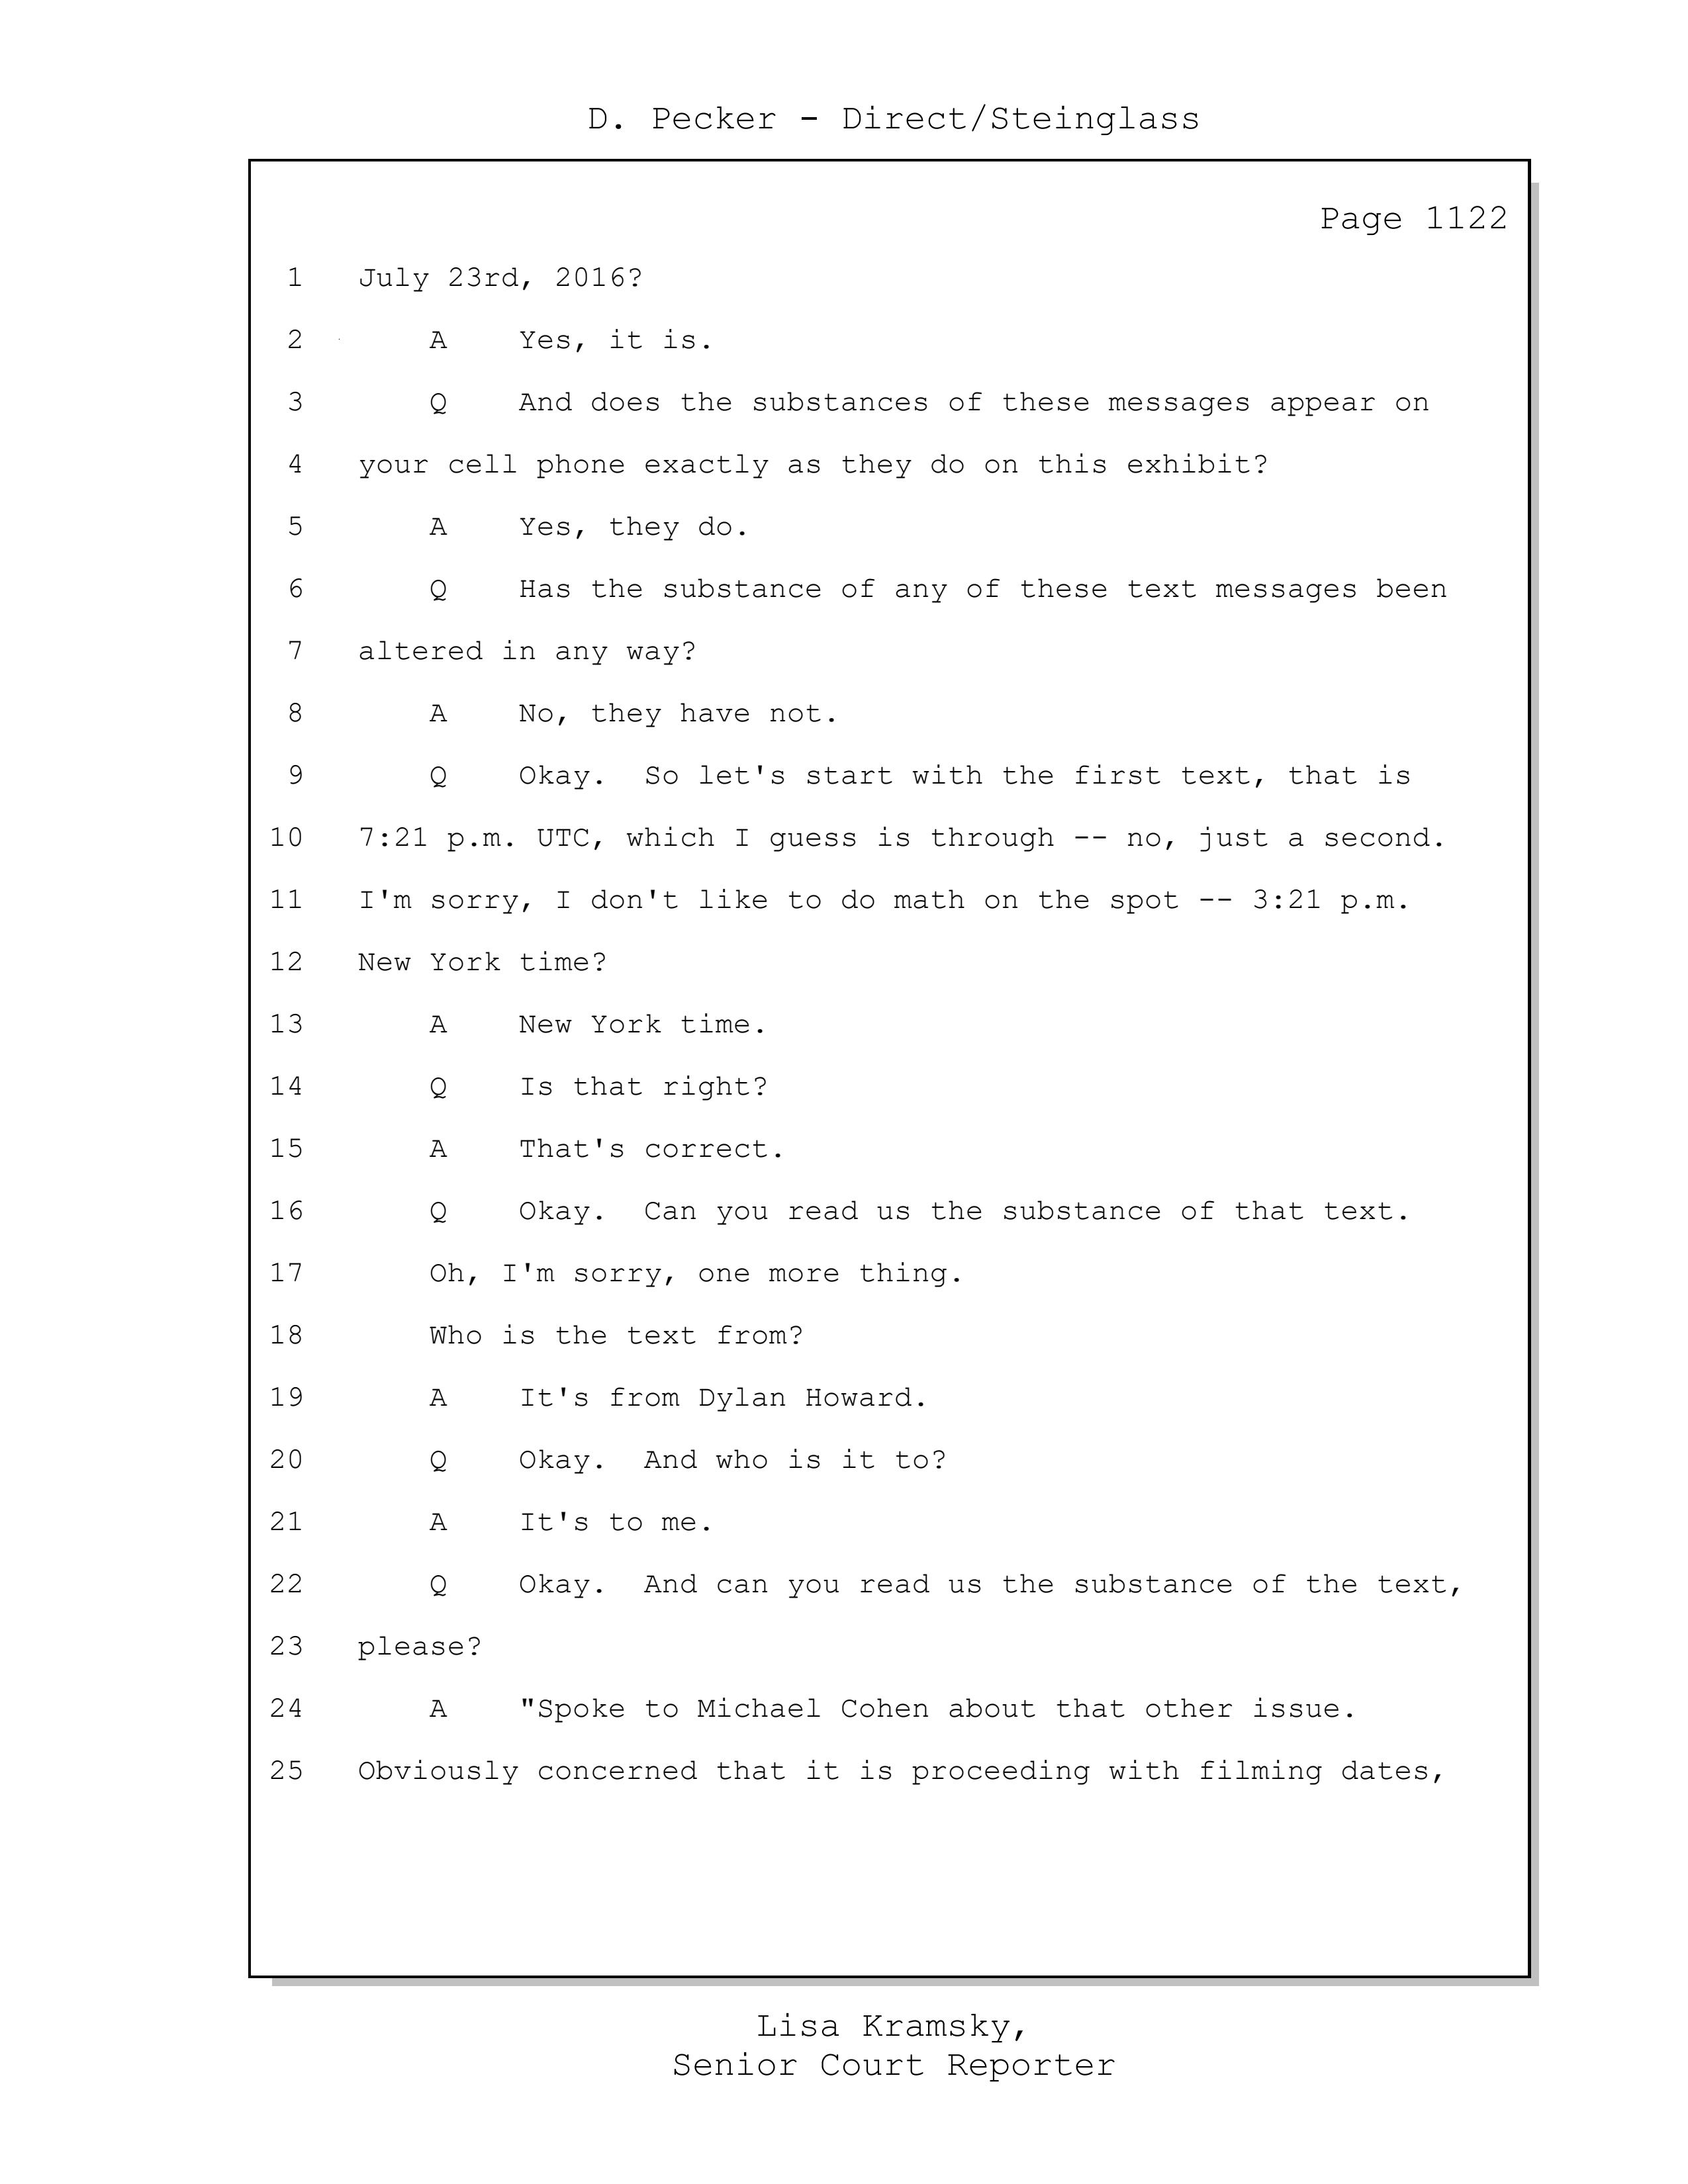 D. Pecker - Direct/Steinglass
Page 1122
1 July 23rd, 2016?
2 A Yes, it is.
3 Q And does the substances of these messages appear on
4 your cell phone exactly as they do on this exhibit?
5 A Yes, they do.
6 Q Has the substance of any of these text messages been
7 altered in any way?
8 A No, they have not.
9 Q Okay. So let's start with the first text, that is
10 7:21 p.m. UTC, which I guess is through -- no, just a second.
11 I'm sorry, I don't like to do math on the spot -- 3:21 p.m.
12 New York time?
13 A New York time.
14 Q Is that right?
15 A That's correct.
16 Q Okay. Can you read us the substance of that text.
17 Oh, I'm sorry, one more thing.
18 Who is the text from?
19 A It's from Dylan Howard.
20 Q Okay. And who is it to?
21 A It's to me.
22 Q Okay. And can you read us the substance of the text,
23 please?
24 A "Spoke to Michael Cohen about that other issue.
25 Obviously concerned that it is proceeding with filming dates,
Lisa Kramsky,
Senior Court Reporter